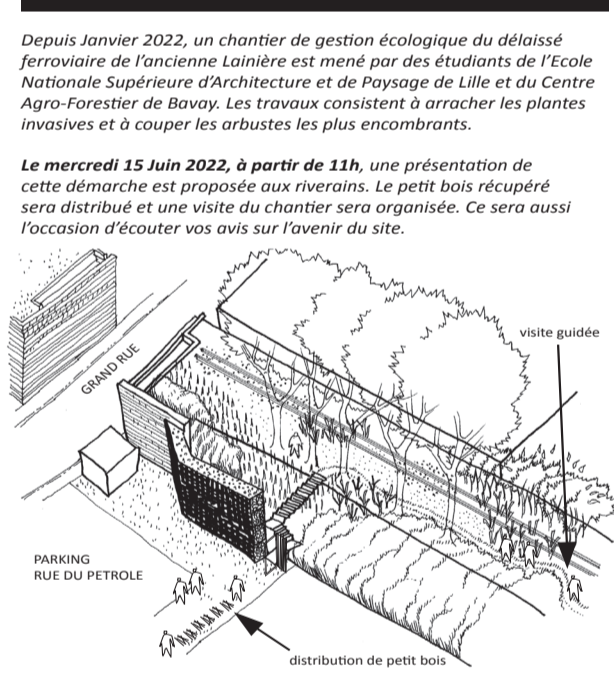 Depuis Janvier 2022, un chantier de gestion écologique du délaissé
ferroviaire de l'ancienne Lainière est mené par des étudiants de l'Ecole
Nationale Supérieure d'Architecture et de Paysage de Lille et du Centre
Agro-Forestier de Bavay. Les travaux consistent à arracher les plantes
invasives et à couper les arbustes les plus encombrants.
Le mercredi 15 Juin 2022, à partir de 11h, une présentation de
cette démarche est proposée aux riverains. Le petit bois récupéré
sera distribué et une visite du chantier sera organisée. Ce sera aussi
l'occasion d'écouter vos avis sur l'avenir du site.
visite guidée
GRAND RUE
PARKING
RUE DU PETROLE
distribution de petit bois